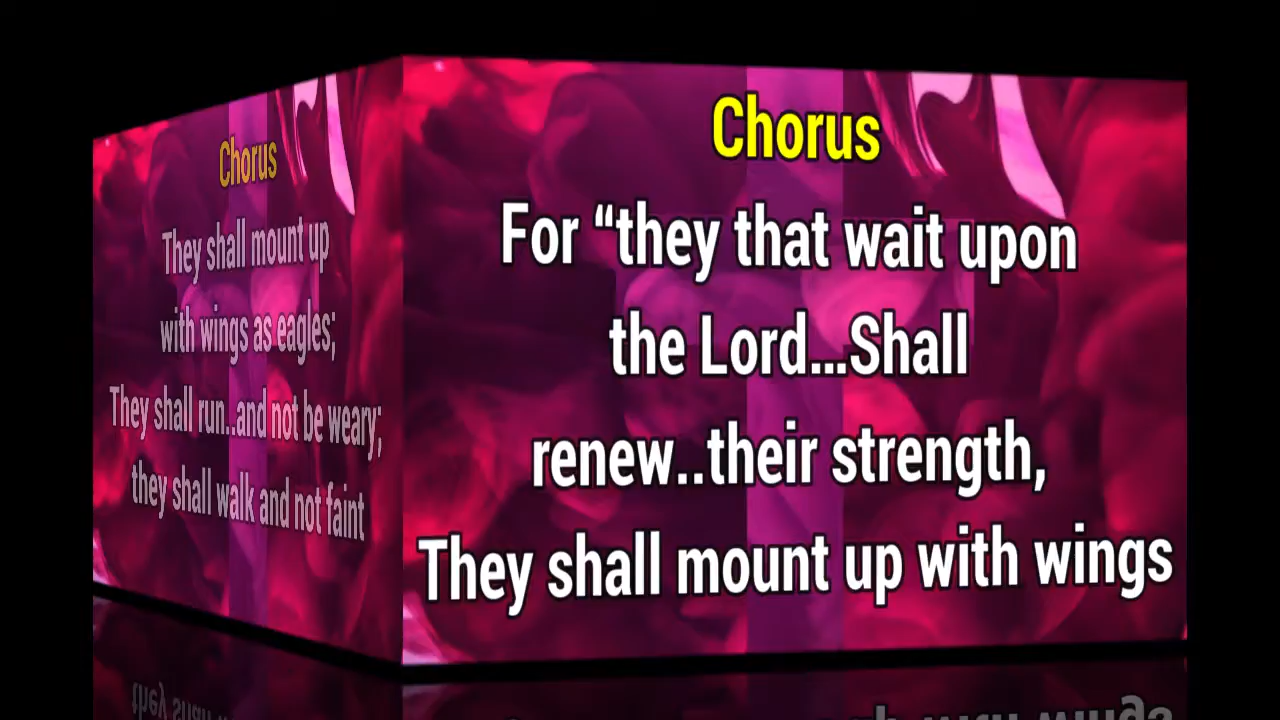 Chorus
They shall mount up
with wings as eagles;
They shall run..and not be weary;
they shall walk and not faint
Chorus
For “they that wait upon
the Lord...Shall
renew..their strength,
They shall mount up with wings